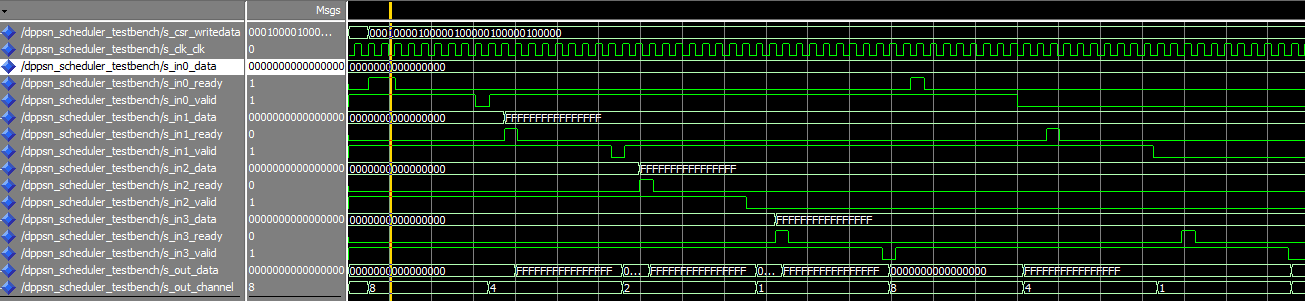 Msgs
/dppsn_scheduler_testbench/s_csr_writedata 000100001000... 000100001000001000001000001000000
/dppsn_scheduler_testbench/s_clk_clk 0
/dppsn_scheduler_testbench/s_in0_data 0000000000000000 0000000000000000
/dppsn_scheduler_testbench/s_in0_ready 1
/dppsn_scheduler_testbench/s_in0_valid 1
/dppsn_scheduler_testbench/s_in1_data 0000000000000000 0000000000000000 FFFFFFFFFFFFFFFF
/dppsn_scheduler_testbench/s_in1_ready 0
/dppsn_scheduler_testbench/s_in1_valid 1
/dppsn_scheduler_testbench/s_in2_data 0000000000000000 0000000000000000 FFFFFFFFFFFFFFFF
/dppsn_scheduler_testbench/s_in2_ready 0
/dppsn_scheduler_testbench/s_in2_valid 1
/dppsn_scheduler_testbench/s_in3_data 0000000000000000 0000000000000000 FFFFFFFFFFFFFFFF
/dppsn_scheduler_testbench/s_in3_ready 0
/dppsn_scheduler_testbench/s_in3_valid 1
/dppsn_scheduler_testbench/s_out_data 0000000000000000 0000000000000000 FFFFFFFFFFFFFFFF 0... FFFFFFFFFFFFFFFF 0... FFFFFFFFFFFFFFFF 0000000000000000 FFFFFFFFFFFFFFFF
/dppsn_scheduler_testbench/s_out_channel 8 8 4 2 1 8 4 1